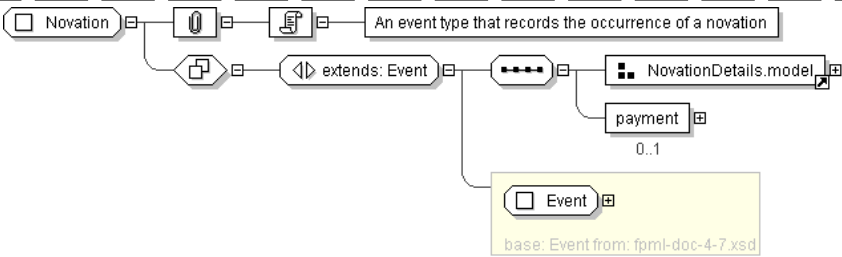 Novation
An event type that records the occurrence of a novation
extends: Event
NovationDetails.model
payment
0..1
Event
base: Event from: fpml-doc-4-7.xsd